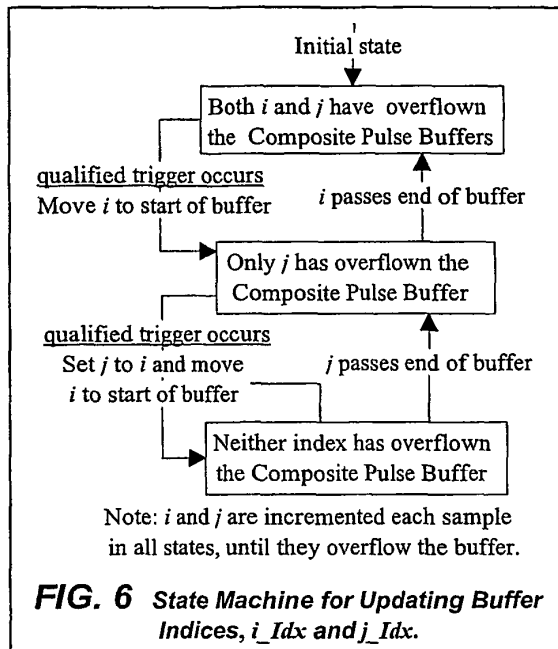 Initial state
Both i and j have overflown
the Composite Pulse Buffers
qualified trigger occurs
Move i to start of buffer
i passes end of buffer
Only j has overflown the
Composite Pulse Buffer
qualified trigger occurs
Set j to i and move
i to start of buffer
j passes end of buffer
Neither index has overflown
the Composite Pulse Buffer
Note: i and j are incremented each sample
in all states, until they overflow the buffer.
FIG. 6 State Machine for Updating Buffer
Indices, i_Idx and j_Idx.